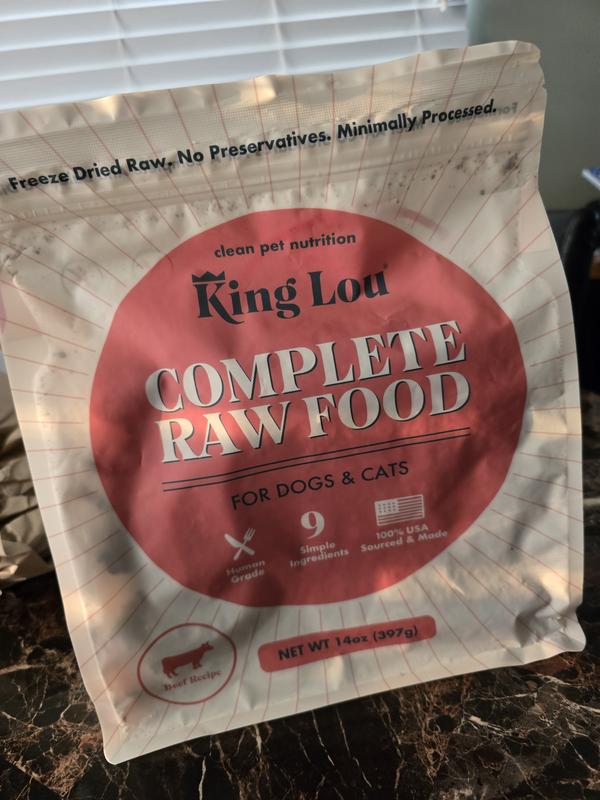 Freeze Dried Raw. No Preservatives. Minimally Processed.
clean pet nutrition
King Lou
COMPLETE
RAW FOOD
FOR DOGS & CATS
Human
Grade
9
Simple
Ingredients
100% USA
Sourced & Made
NET WT 14oz (397g)
Beef Recipe